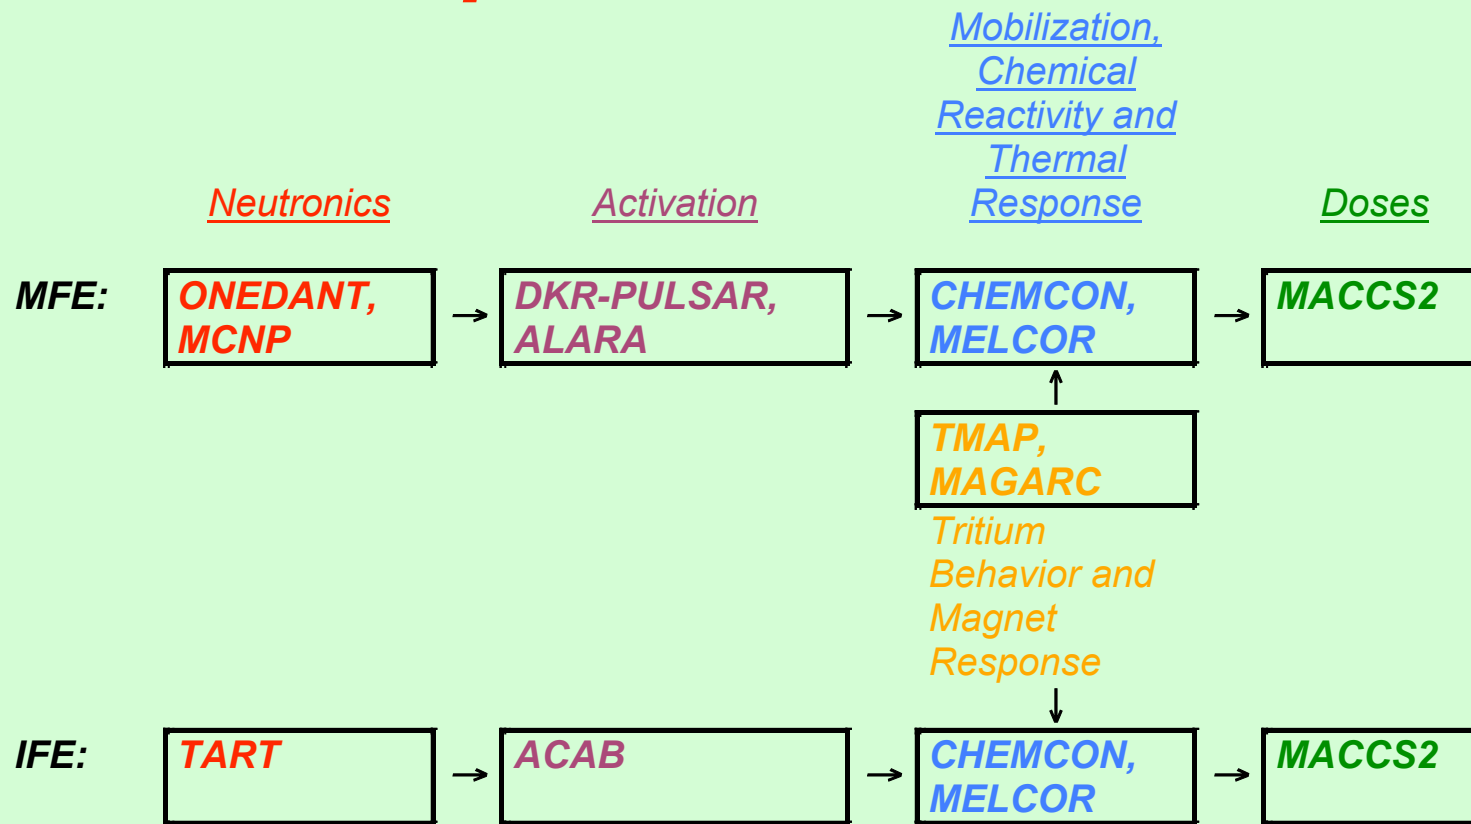 Mobilization,
Chemical
Reactivity and
Thermal
Neutronics Activation Response Doses
MFE: ONEDANT, → DKR-PULSAR, → CHEMCON, → MACCS2
MCNP ALARA MELCOR
↑
TMAP,
MAGARC
Tritium
Behavior and
Magnet
Response
↓
IFE: TART → ACAB → CHEMCON, → MACCS2
MELCOR